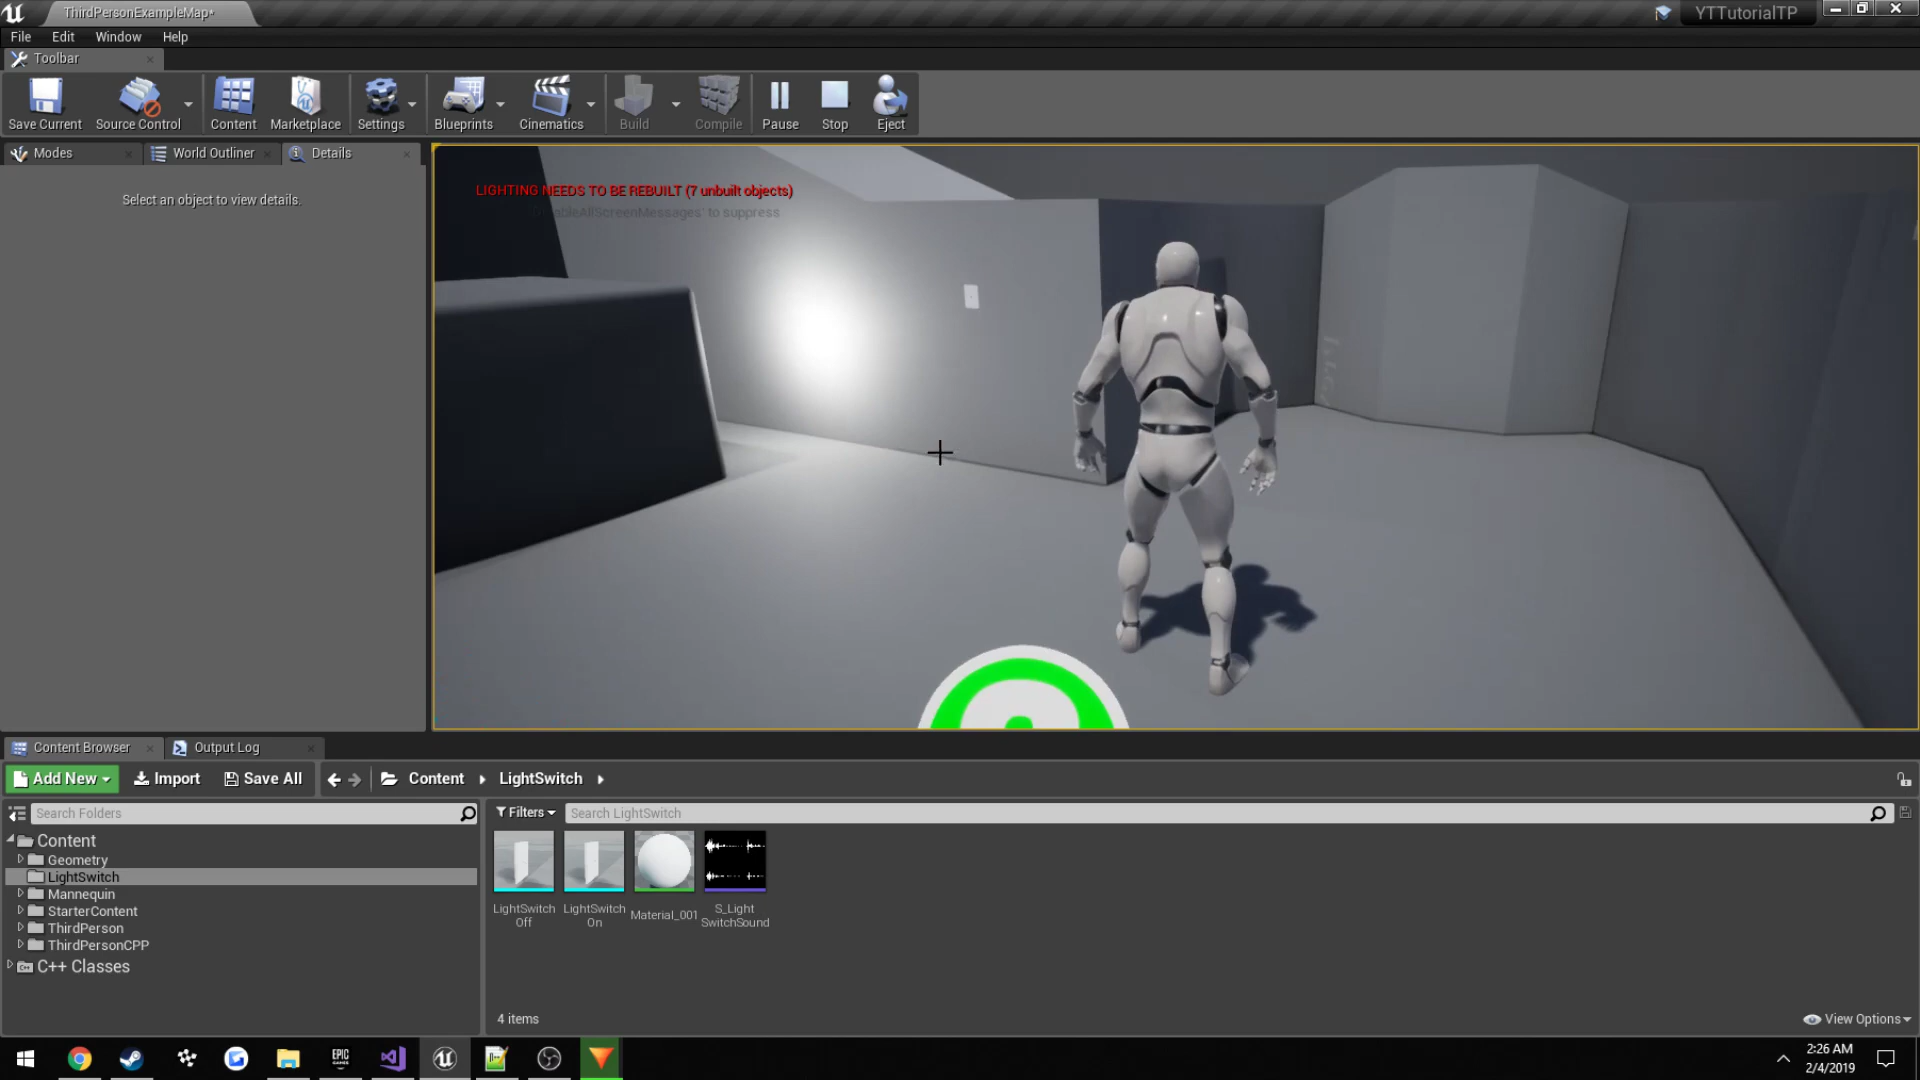 ThirdPersonExampleMap*
YTTutorialTP
File Edit Window Help
Toolbar
Save Current Source Control Content Marketplace Settings Blueprints Cinematics Build Compile Pause Stop Eject
Modes World Outliner Details
Select an object to view details.
LIGHTING NEEDS TO BE REBUILT (7 unbuilt objects)
ableAllScreenMessages' to suppress
Content Browser Output Log
Add New Import Save All Content LightSwitch
Search Folders
Filters Search LightSwitch
Content
Geometry
LightSwitch
Mannequin
StarterContent
ThirdPerson
ThirdPersonCPP
C++ Classes
LightSwitch
Off
LightSwitch
On
Material_001
S_Light
SwitchSound
4 items
View Options
EPIC
GAMES
2:26 AM
2/4/2019